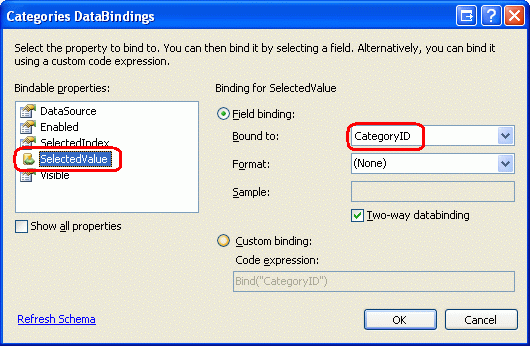 Categories DataBindings
Select the property to bind to. You can then bind it by selecting a field. Alternatively, you can bind it
using a custom code expression.
Bindable properties:
DataSource
Enabled
SelectedIndex
SelectedValue
Visible
Show all properties
Binding for SelectedValue
Field binding:
Bound to:
CategoryID
Format:
(None)
Sample:
Two-way databinding
Custom binding:
Code expression:
Bind("CategoryID")
Refresh Schema
OK
Cancel